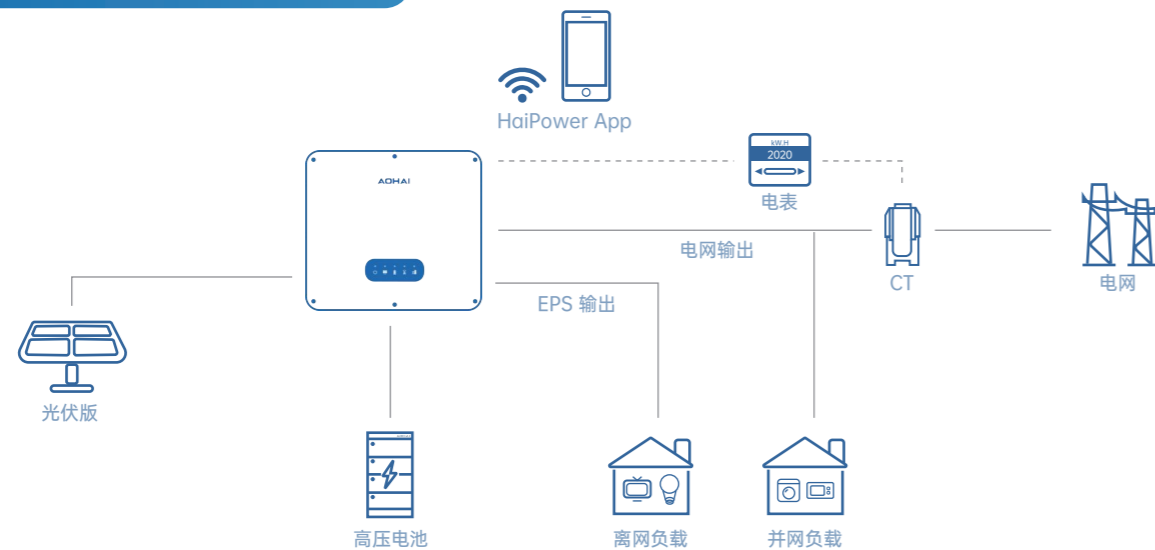 HaiPower App
kW.H
2020
电表
AOHAI
电网输出
CT
电网
EPS 输出
光伏版
高压电池
离网负载
并网负载